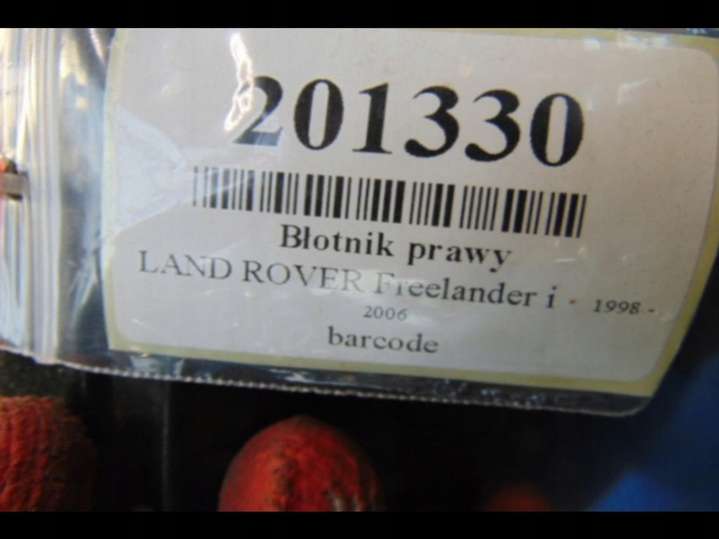 201330
Błotnik prawy
LAND ROVER Freelander i - 1998 -
2006
barcode